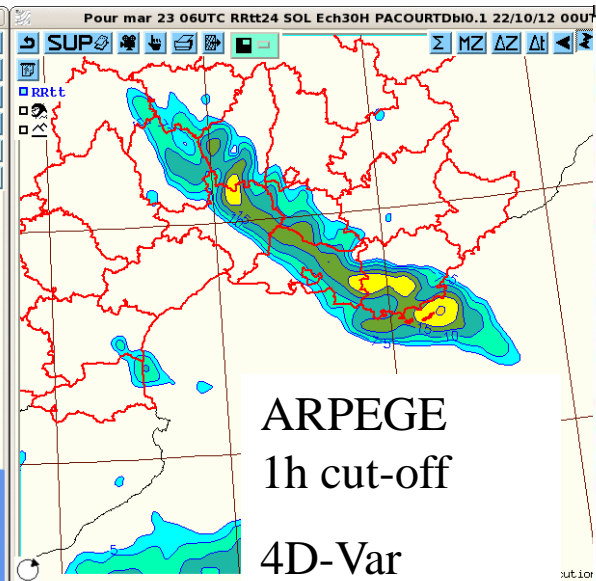 Pour mar 23 06UTC RRtt24 SOL Ech30H PACOURTDbl0.1 22/10/12 00UT
SUP
Σ MZ ΔZ Δt
RRtt
ARPEGE
1h cut-off
4D-Var